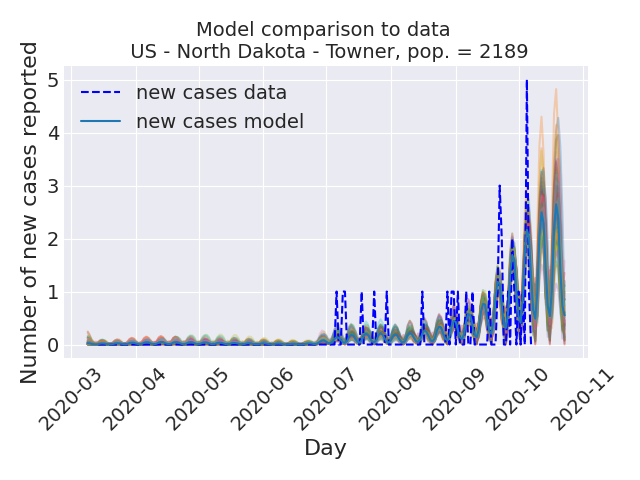 Model comparison to data
US - North Dakota - Towner, pop. = 2189
Number of new cases reported
5
4
3
2
1
0
new cases data
new cases model
2020-03
2020-04
2020-05
2020-06
2020-07
2020-08
2020-09
2020-10
2020-11
Day